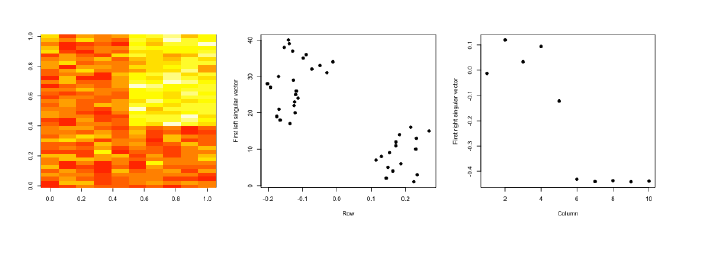 0.0 0.2 0.4 0.6 0.8 1.0
0.0 0.2 0.4 0.6 0.8 1.0
First left singular vector
0 10 20 30 40
-0.2 -0.1 0.0 0.1 0.2
Row
First right singular vector
-0.4 -0.3 -0.2 -0.1 0.0 0.1
2 4 6 8 10
Column